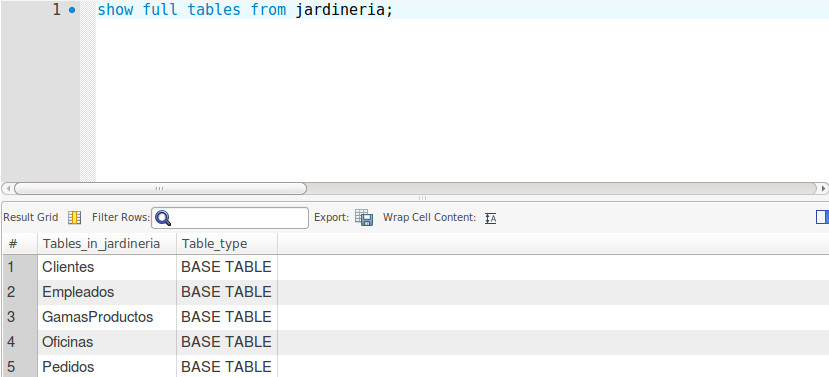 1 show full tables from jardineria;
Result Grid Filter Rows: Export: Wrap Cell Content:
# Tables_in_jardineria Table_type
1 Clientes BASE TABLE
2 Empleados BASE TABLE
3 GamasProductos BASE TABLE
4 Oficinas BASE TABLE
5 Pedidos BASE TABLE